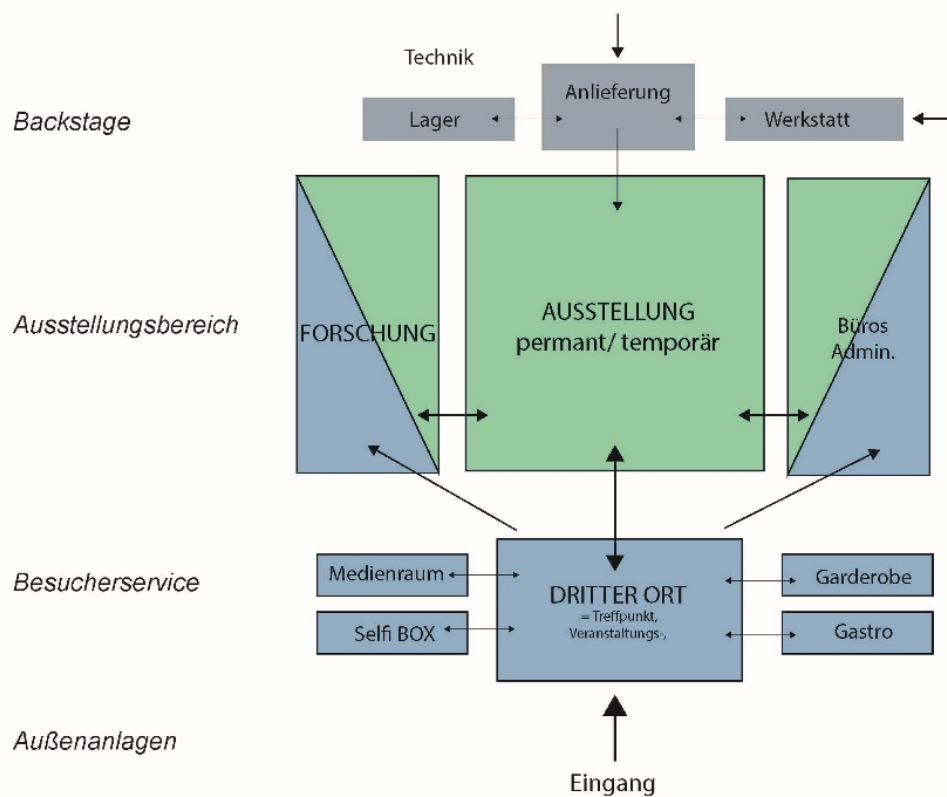 Technik
Anlieferung
Backstage
Lager
Werkstatt
Ausstellungsbereich
FORSCHUNG
AUSSTELLUNG
permant/ temporär
Büros
Admin.
Besucherservice
Medienraum
Selfi BOX
DRITTER ORT
= Treffpunkt,
Veranstaltungs-,
Garderobe
Gastro
Außenanlagen
Eingang